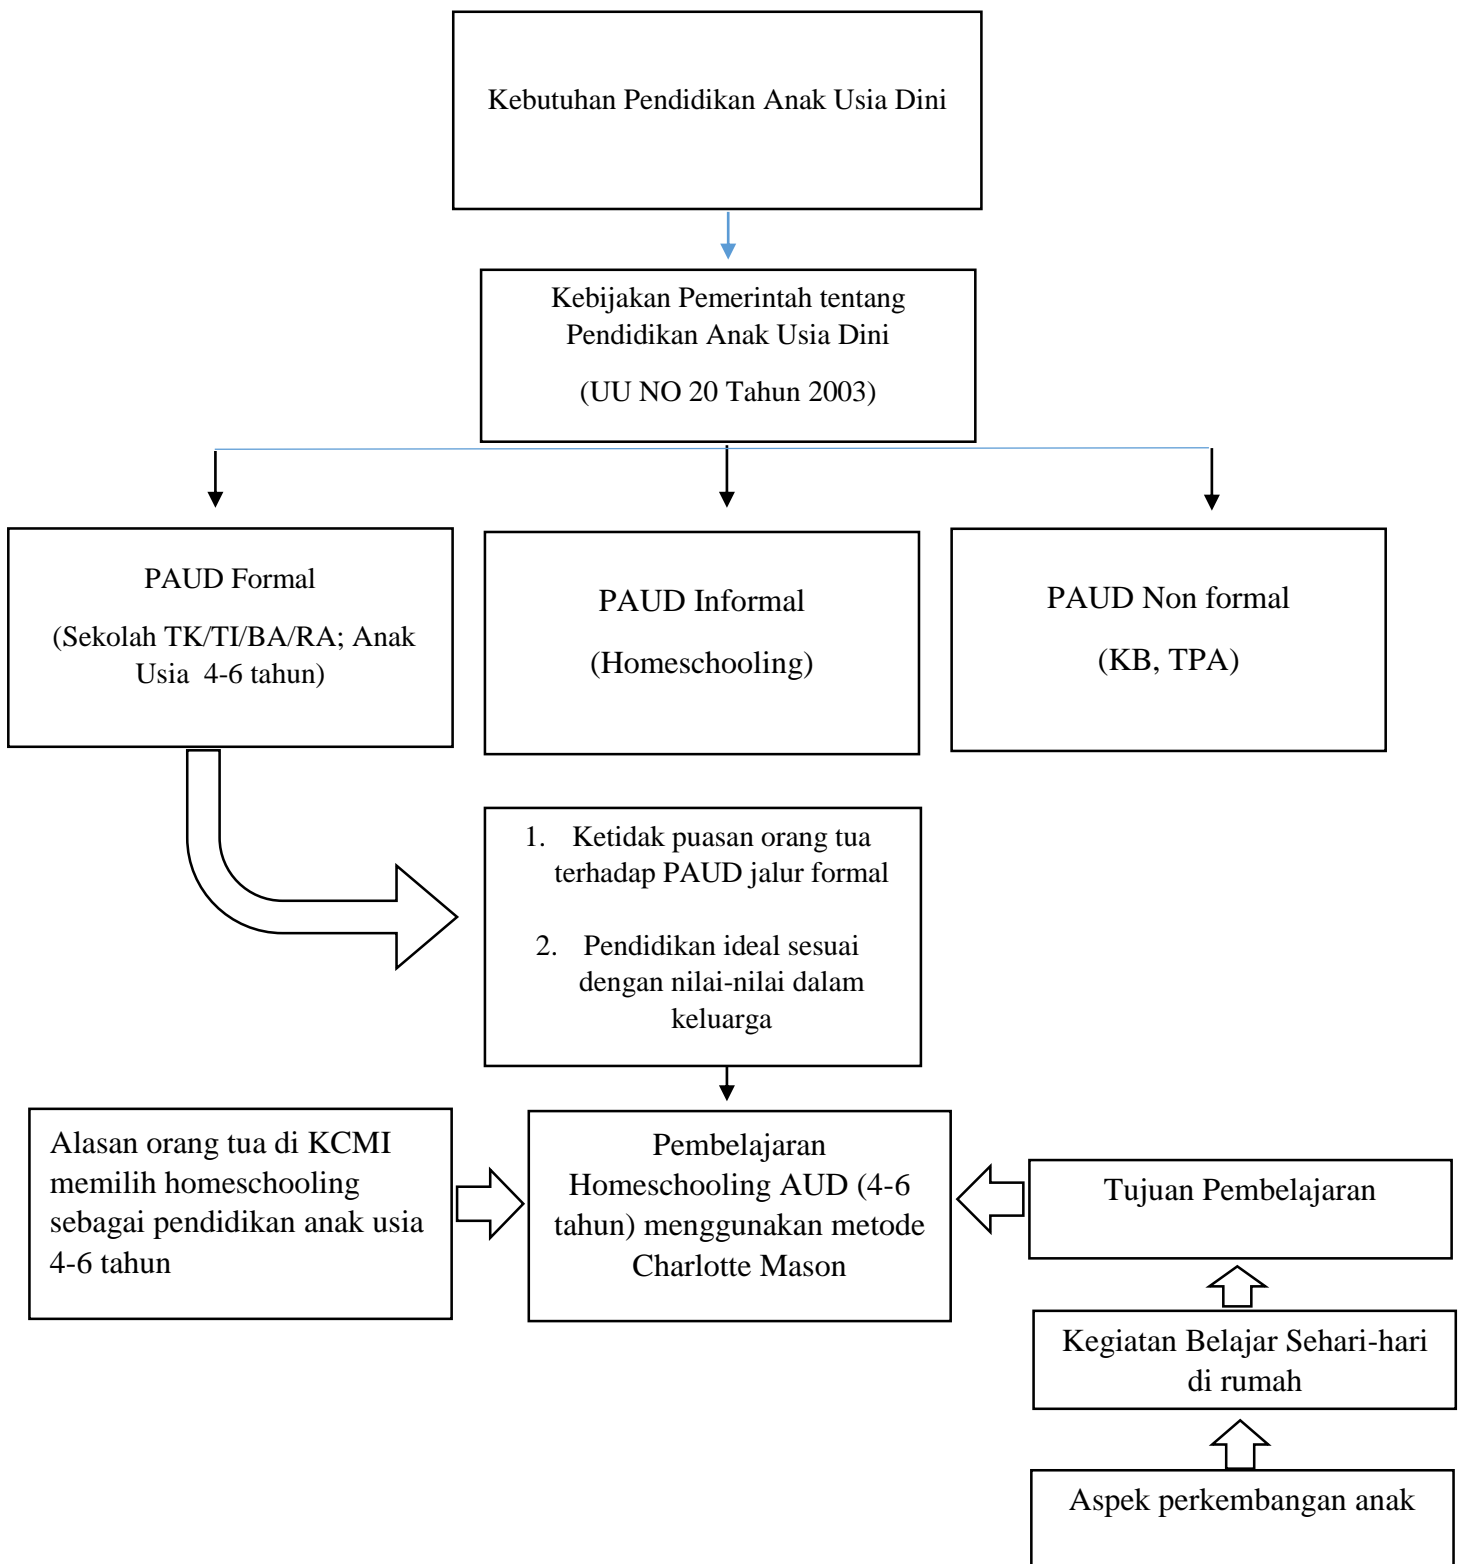 Kebutuhan Pendidikan Anak Usia Dini
Kebijakan Pemerintah tentang
Pendidikan Anak Usia Dini
(UU NO 20 Tahun 2003)
PAUD Formal
(Sekolah TK/TI/BA/RA; Anak
Usia 4-6 tahun)
PAUD Informal
(Homeschooling)
PAUD Non formal
(KB, TPA)
1. Ketidak puasan orang tua
terhadap PAUD jalur formal
2. Pendidikan ideal sesuai
dengan nilai-nilai dalam
keluarga
Alasan orang tua di KCMI
memilih homeschooling
sebagai pendidikan anak usia
4-6 tahun
Pembelajaran
Homeschooling AUD (4-6
tahun) menggunakan metode
Charlotte Mason
Tujuan Pembelajaran
Kegiatan Belajar Sehari-hari
di rumah
Aspek perkembangan anak